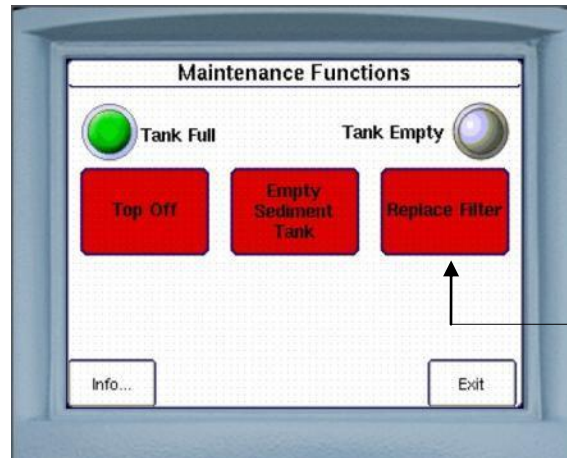 Maintenance Functions
Tank Full
Tank Empty
Top Off
Empty
Sediment
Tank
Replace Filter
Info...
Exit